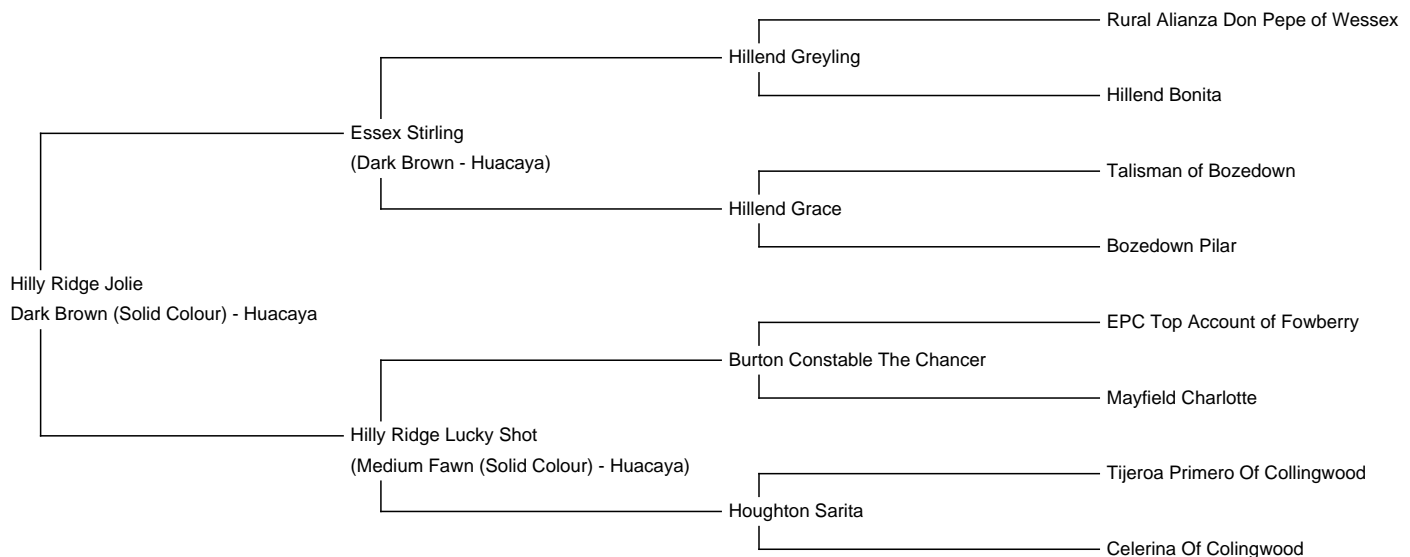 Rural Alianza Don Pepe of Wessex
Hillend Greyling
Hillend Bonita
Essex Stirling
(Dark Brown - Huacaya)
Talisman of Bozedown
Hillend Grace
Bozedown Pilar
Hilly Ridge Jolie
Dark Brown (Solid Colour) - Huacaya
EPC Top Account of Fowberry
Burton Constable The Chancer
Mayfield Charlotte
Hilly Ridge Lucky Shot
(Medium Fawn (Solid Colour) - Huacaya)
Tijeroa Primero Of Collingwood
Houghton Sarita
Celerina Of Colingwood